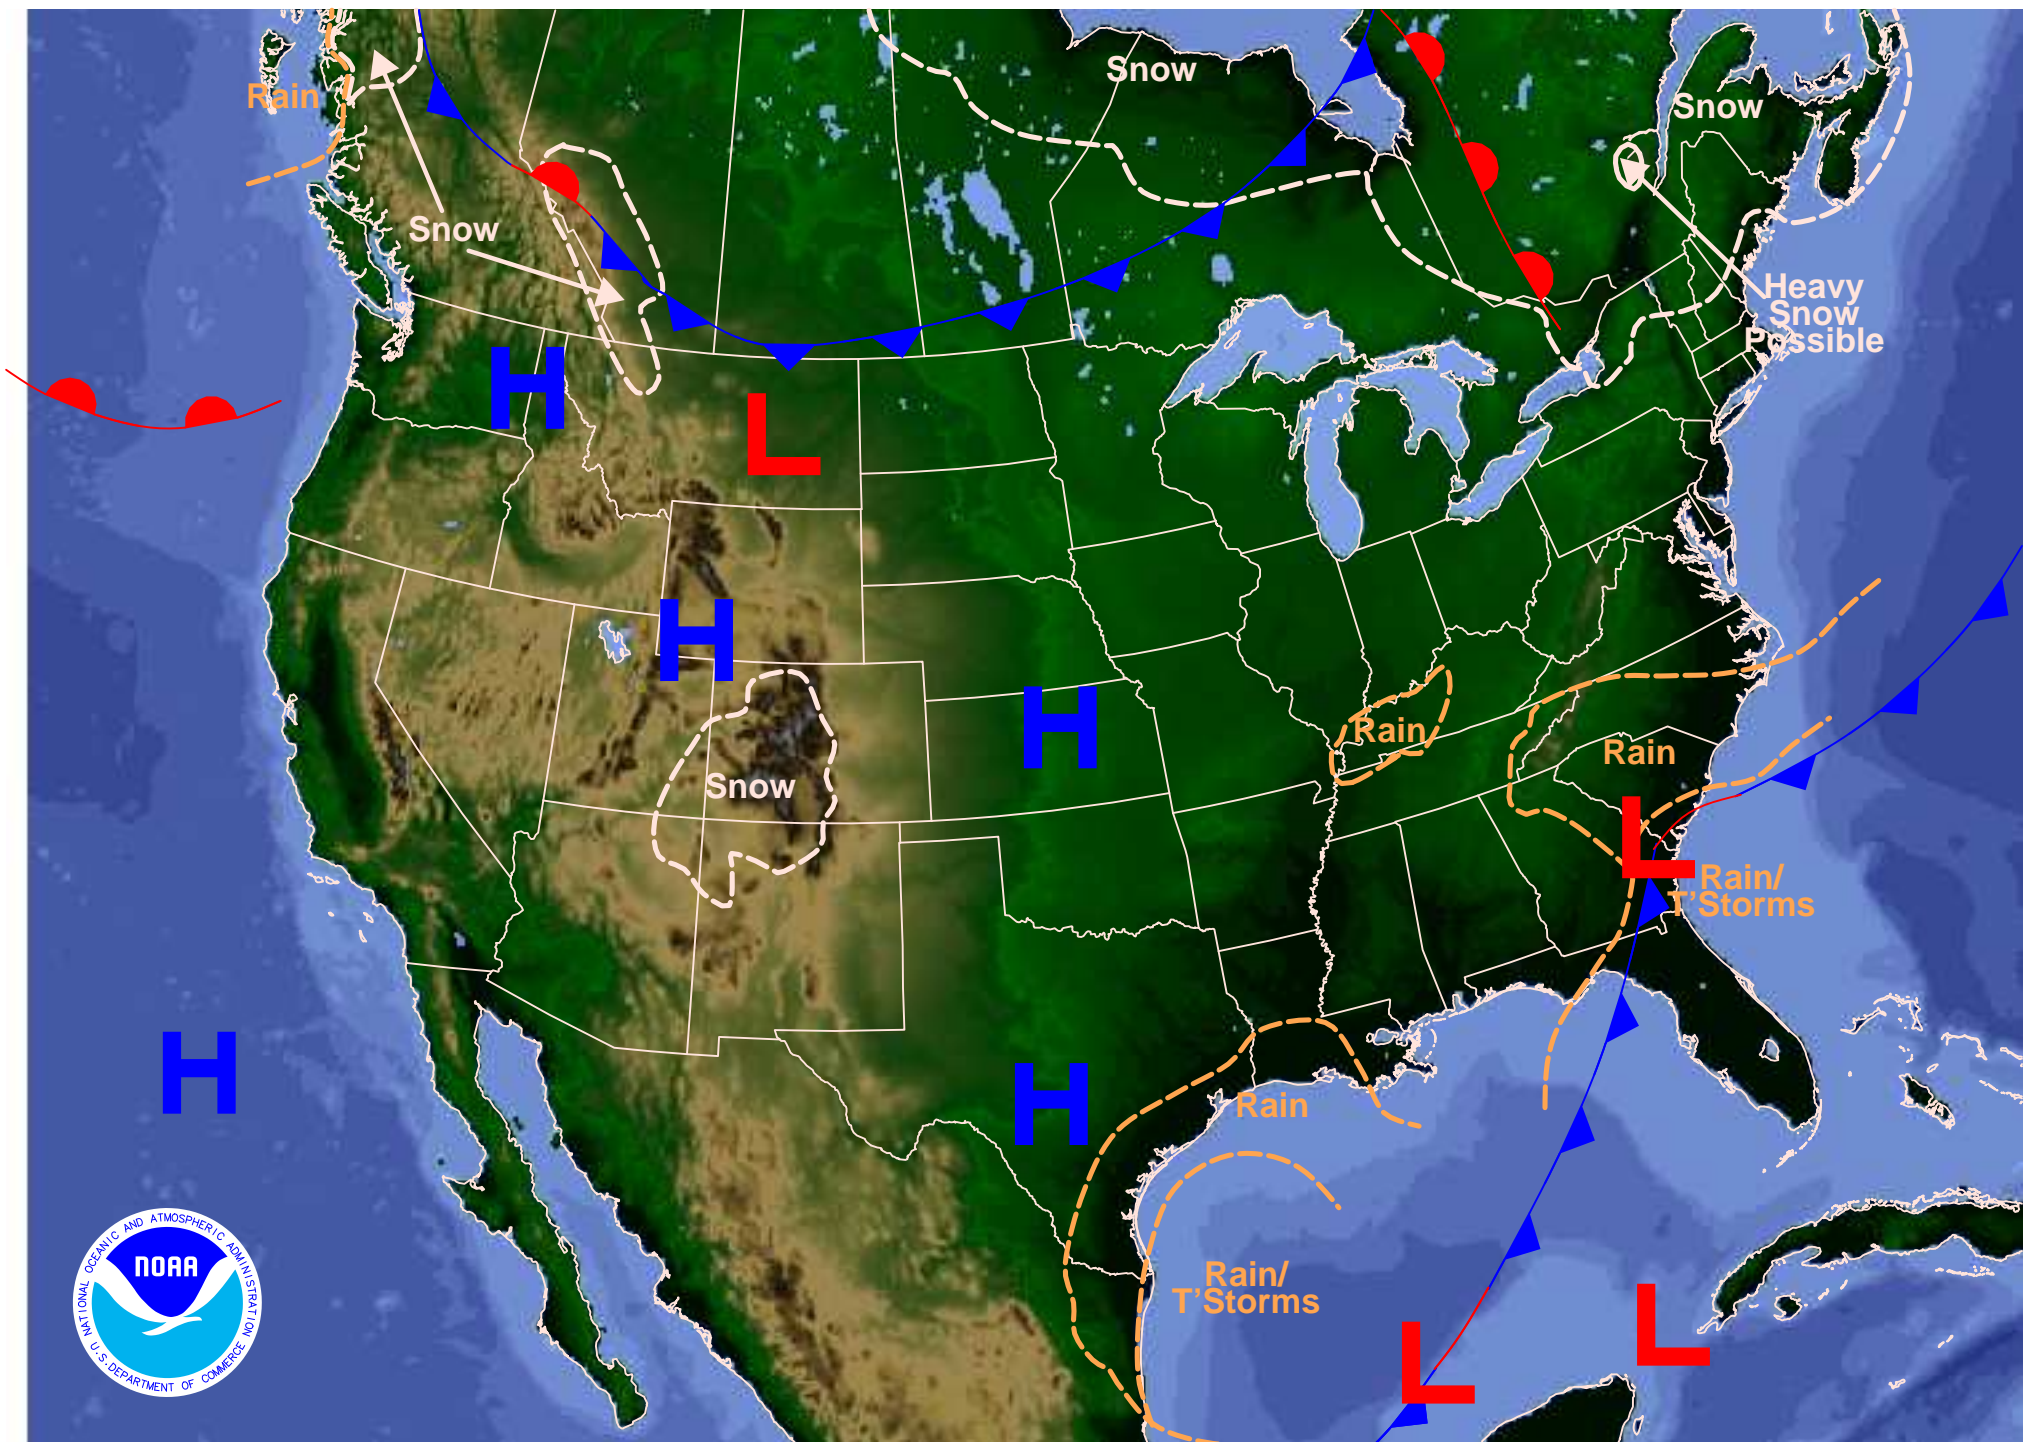 Snow
Rain
Snow
Snow
Heavy
Snow
Possible
H
L
H
H
Snow
Rain
Rain
L
Rain/
T'Storms
H
H
Rain
Rain/
T'Storms
L
L
NATIONAL OCEANIC AND ATMOSPHERIC ADMINISTRATION
NOAA
U.S. DEPARTMENT OF COMMERCE